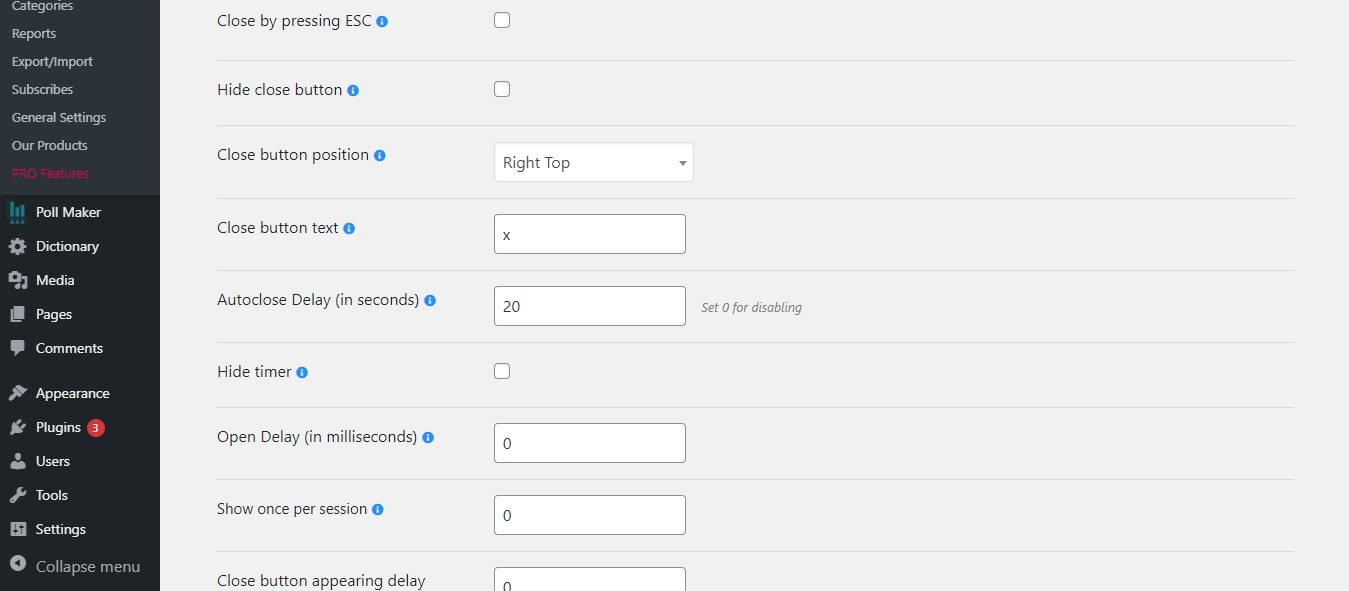 Categories
Reports
Export/Import
Subscribes
General Settings
Our Products
PRO Features
Poll Maker
Dictionary
Media
Pages
Comments
Appearance
Plugins 3
Users
Tools
Settings
Collapse menu
Close by pressing ESC
Hide close button
Close button position Right Top
Close button text x
Autoclose Delay (in seconds) 20 Set 0 for disabling
Hide timer
Open Delay (in milliseconds) 0
Show once per session 0
Close button appearing delay 0